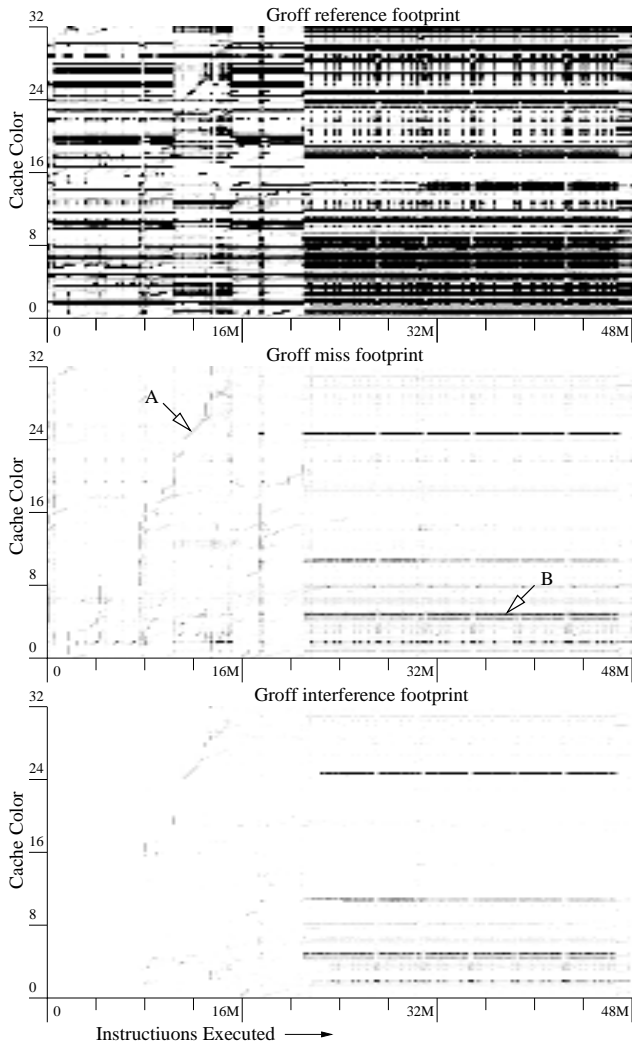 Groff reference footprint
32
24
16
8
0
Cache Color
0 16M 32M 48M
Groff miss footprint
32
24
16
8
0
Cache Color
A
B
0 16M 32M 48M
Groff interference footprint
32
24
16
8
0
Cache Color
0 16M 32M 48M
Instructiuons Executed